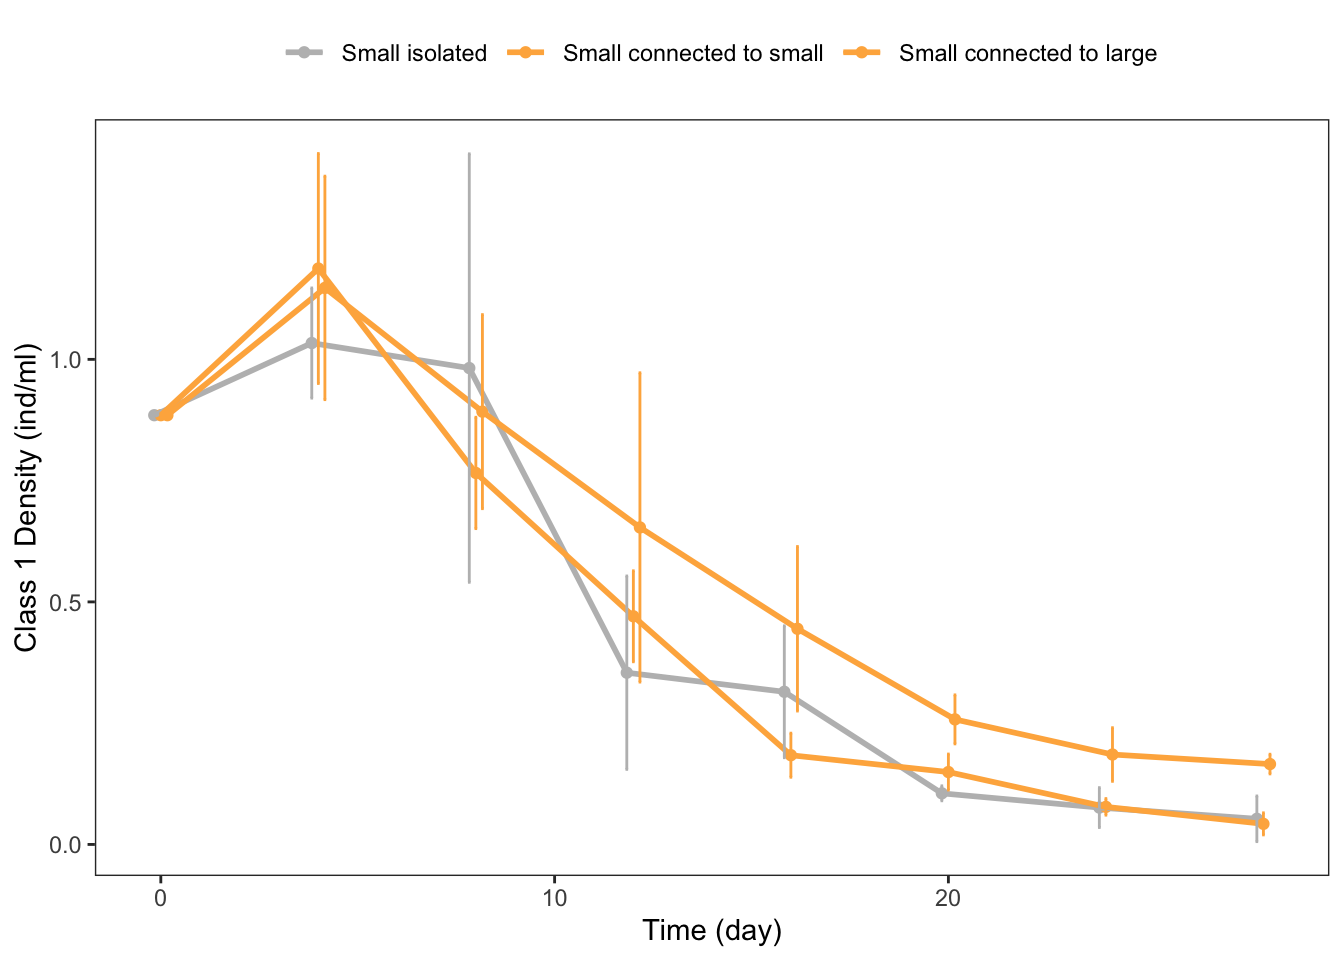 Small isolated Small connected to small Small connected to large
Class 1 Density (ind/ml)
1.0
0.5
0.0
0 10 20
Time (day)